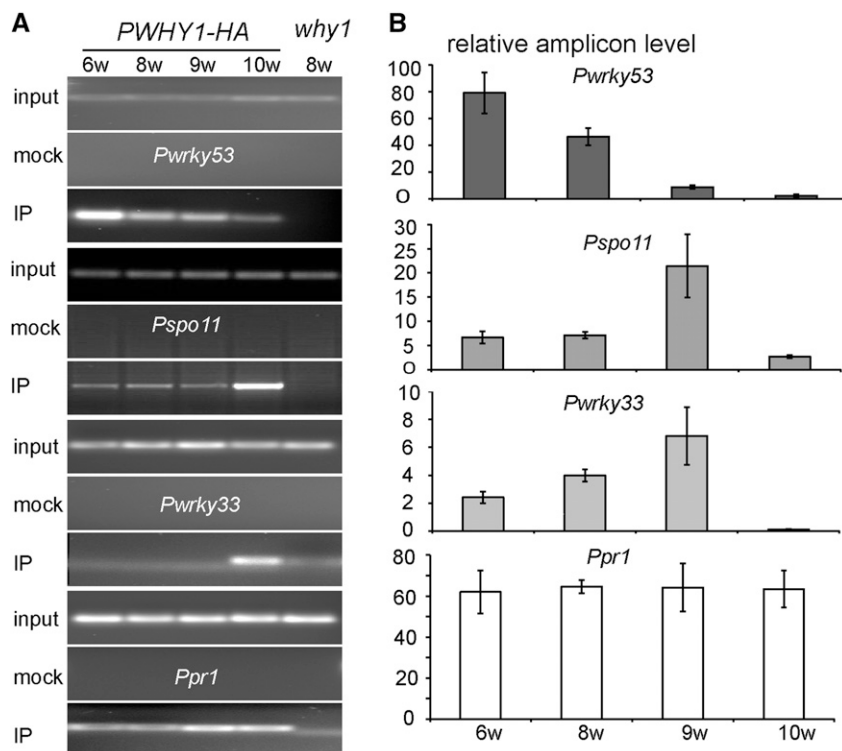 A
PWHY1-HA why1
6w 8w 9w 10w 8w
input
mock Pwrky53
IP
input
mock Pspo11
IP
input
mock Pwrky33
IP
input
mock Ppr1
IP
B
relative amplicon level
Pwrky53
100
80
60
40
20
0
Pspo11
30
25
20
15
10
5
0
Pwrky33
10
8
6
4
2
0
Ppr1
80
60
40
20
0
6w 8w 9w 10w